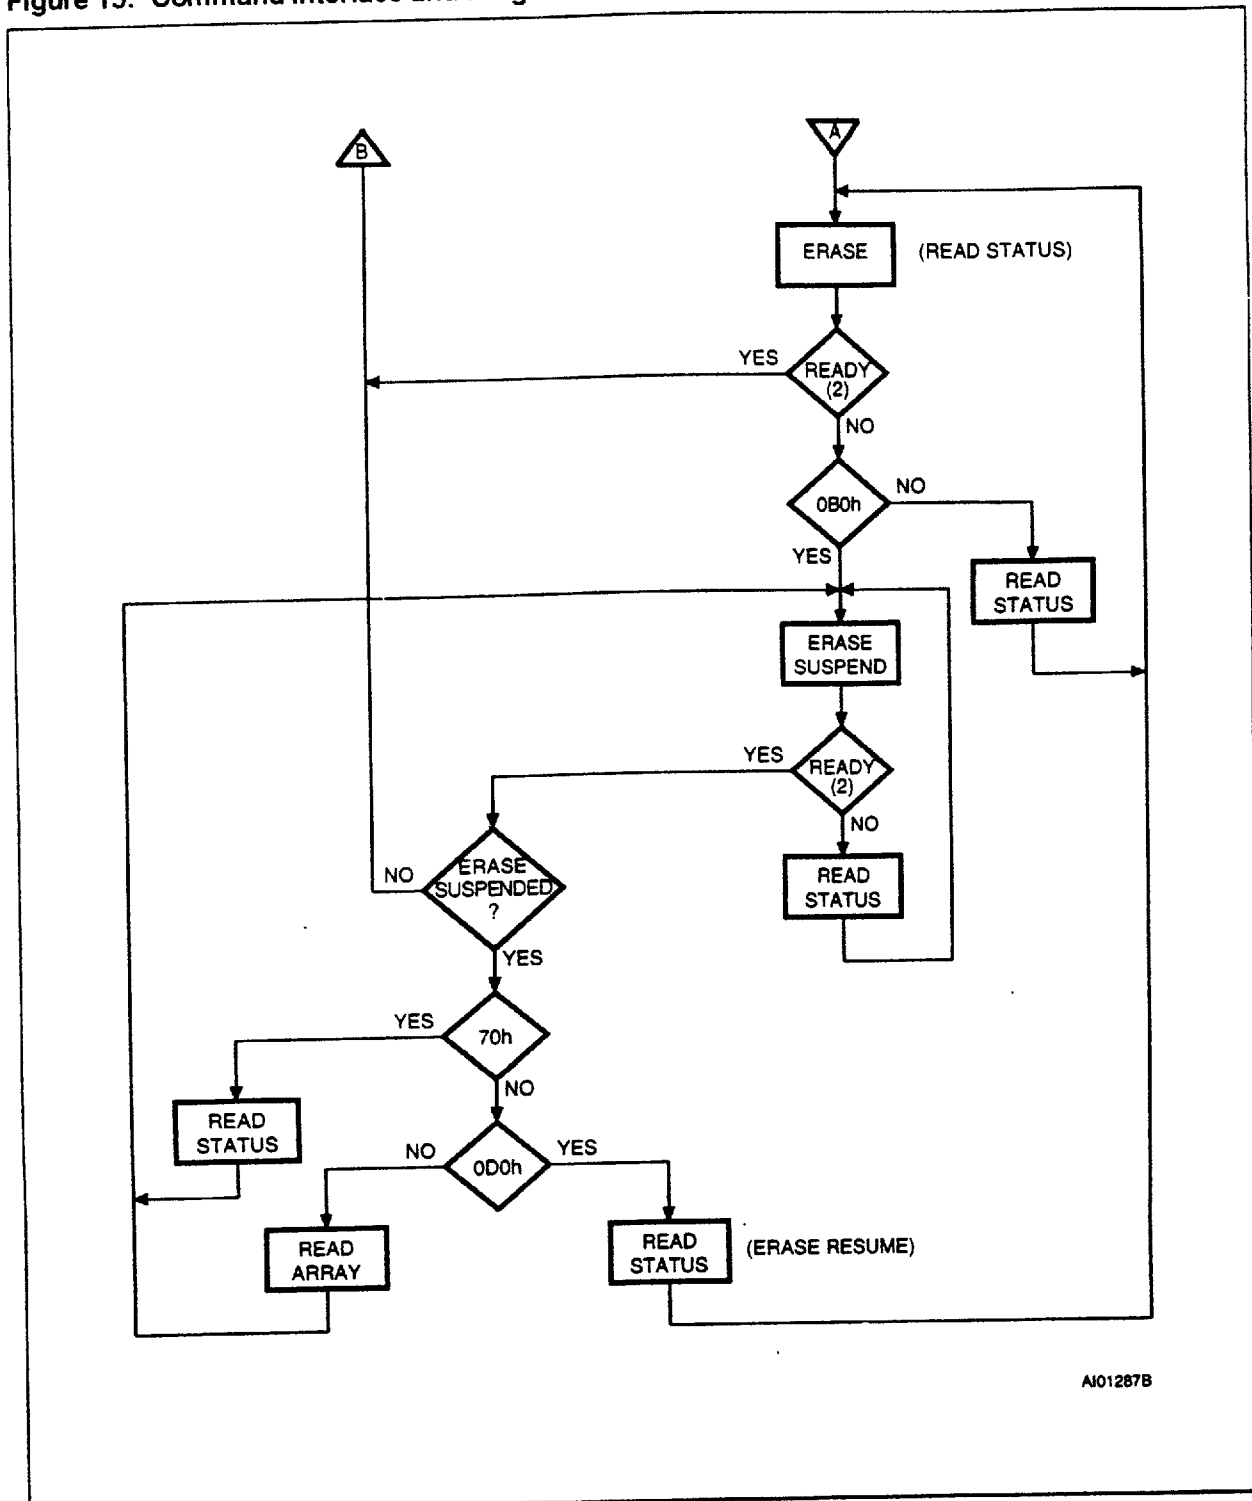 Figure 15. Command Interface
B
A
ERASE
(READ STATUS)
YES
READY
(2)
NO
0B0h
NO
YES
READ
STATUS
ERASE
SUSPEND
YES
READY
(2)
NO
ERASE
SUSPENDED
?
NO
READ
STATUS
YES
YES
70h
NO
READ
STATUS
NO
0D0h
YES
READ
ARRAY
READ
STATUS
(ERASE RESUME)
AI01287B